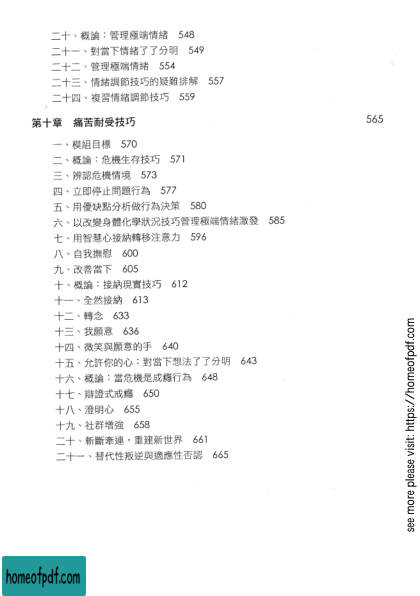 二十、概論：管理極端情緒 548
二十一、對當下情緒了了分明 549
二十二、管理極端情緒 554
二十三、情緒調節技巧的疑難排解 557
二十四、複習情緒調節技巧 559
第十章 痛苦耐受技巧 565
一、模組目標 570
二、概論：危機生存技巧 571
三、辨認危機情境 573
四、立即停止問題行為 577
五、用優缺點分析做行為決策 580
六、以改變身體化學狀況技巧管理極端情緒激發 585
七、用智慧心接納轉移注意力 596
八、自我撫慰 600
九、改善當下 605
十、概論：接納現實技巧 612
十一、全然接納 613
十二、轉念 633
十三、我願意 636
十四、微笑與願意的手 640
十五、允許你的心：對當下想法了了分明 643
十六、概論：當危機是成癮行為 648
十七、辯證式戒癮 650
十八、澄明心 655
十九、社群增強 658
二十、斬斷牽連，重建新世界 661
二十一、替代性叛逆與適應性否認 665
see more please visit: https://homeofpdf.com
homeofpdf.com